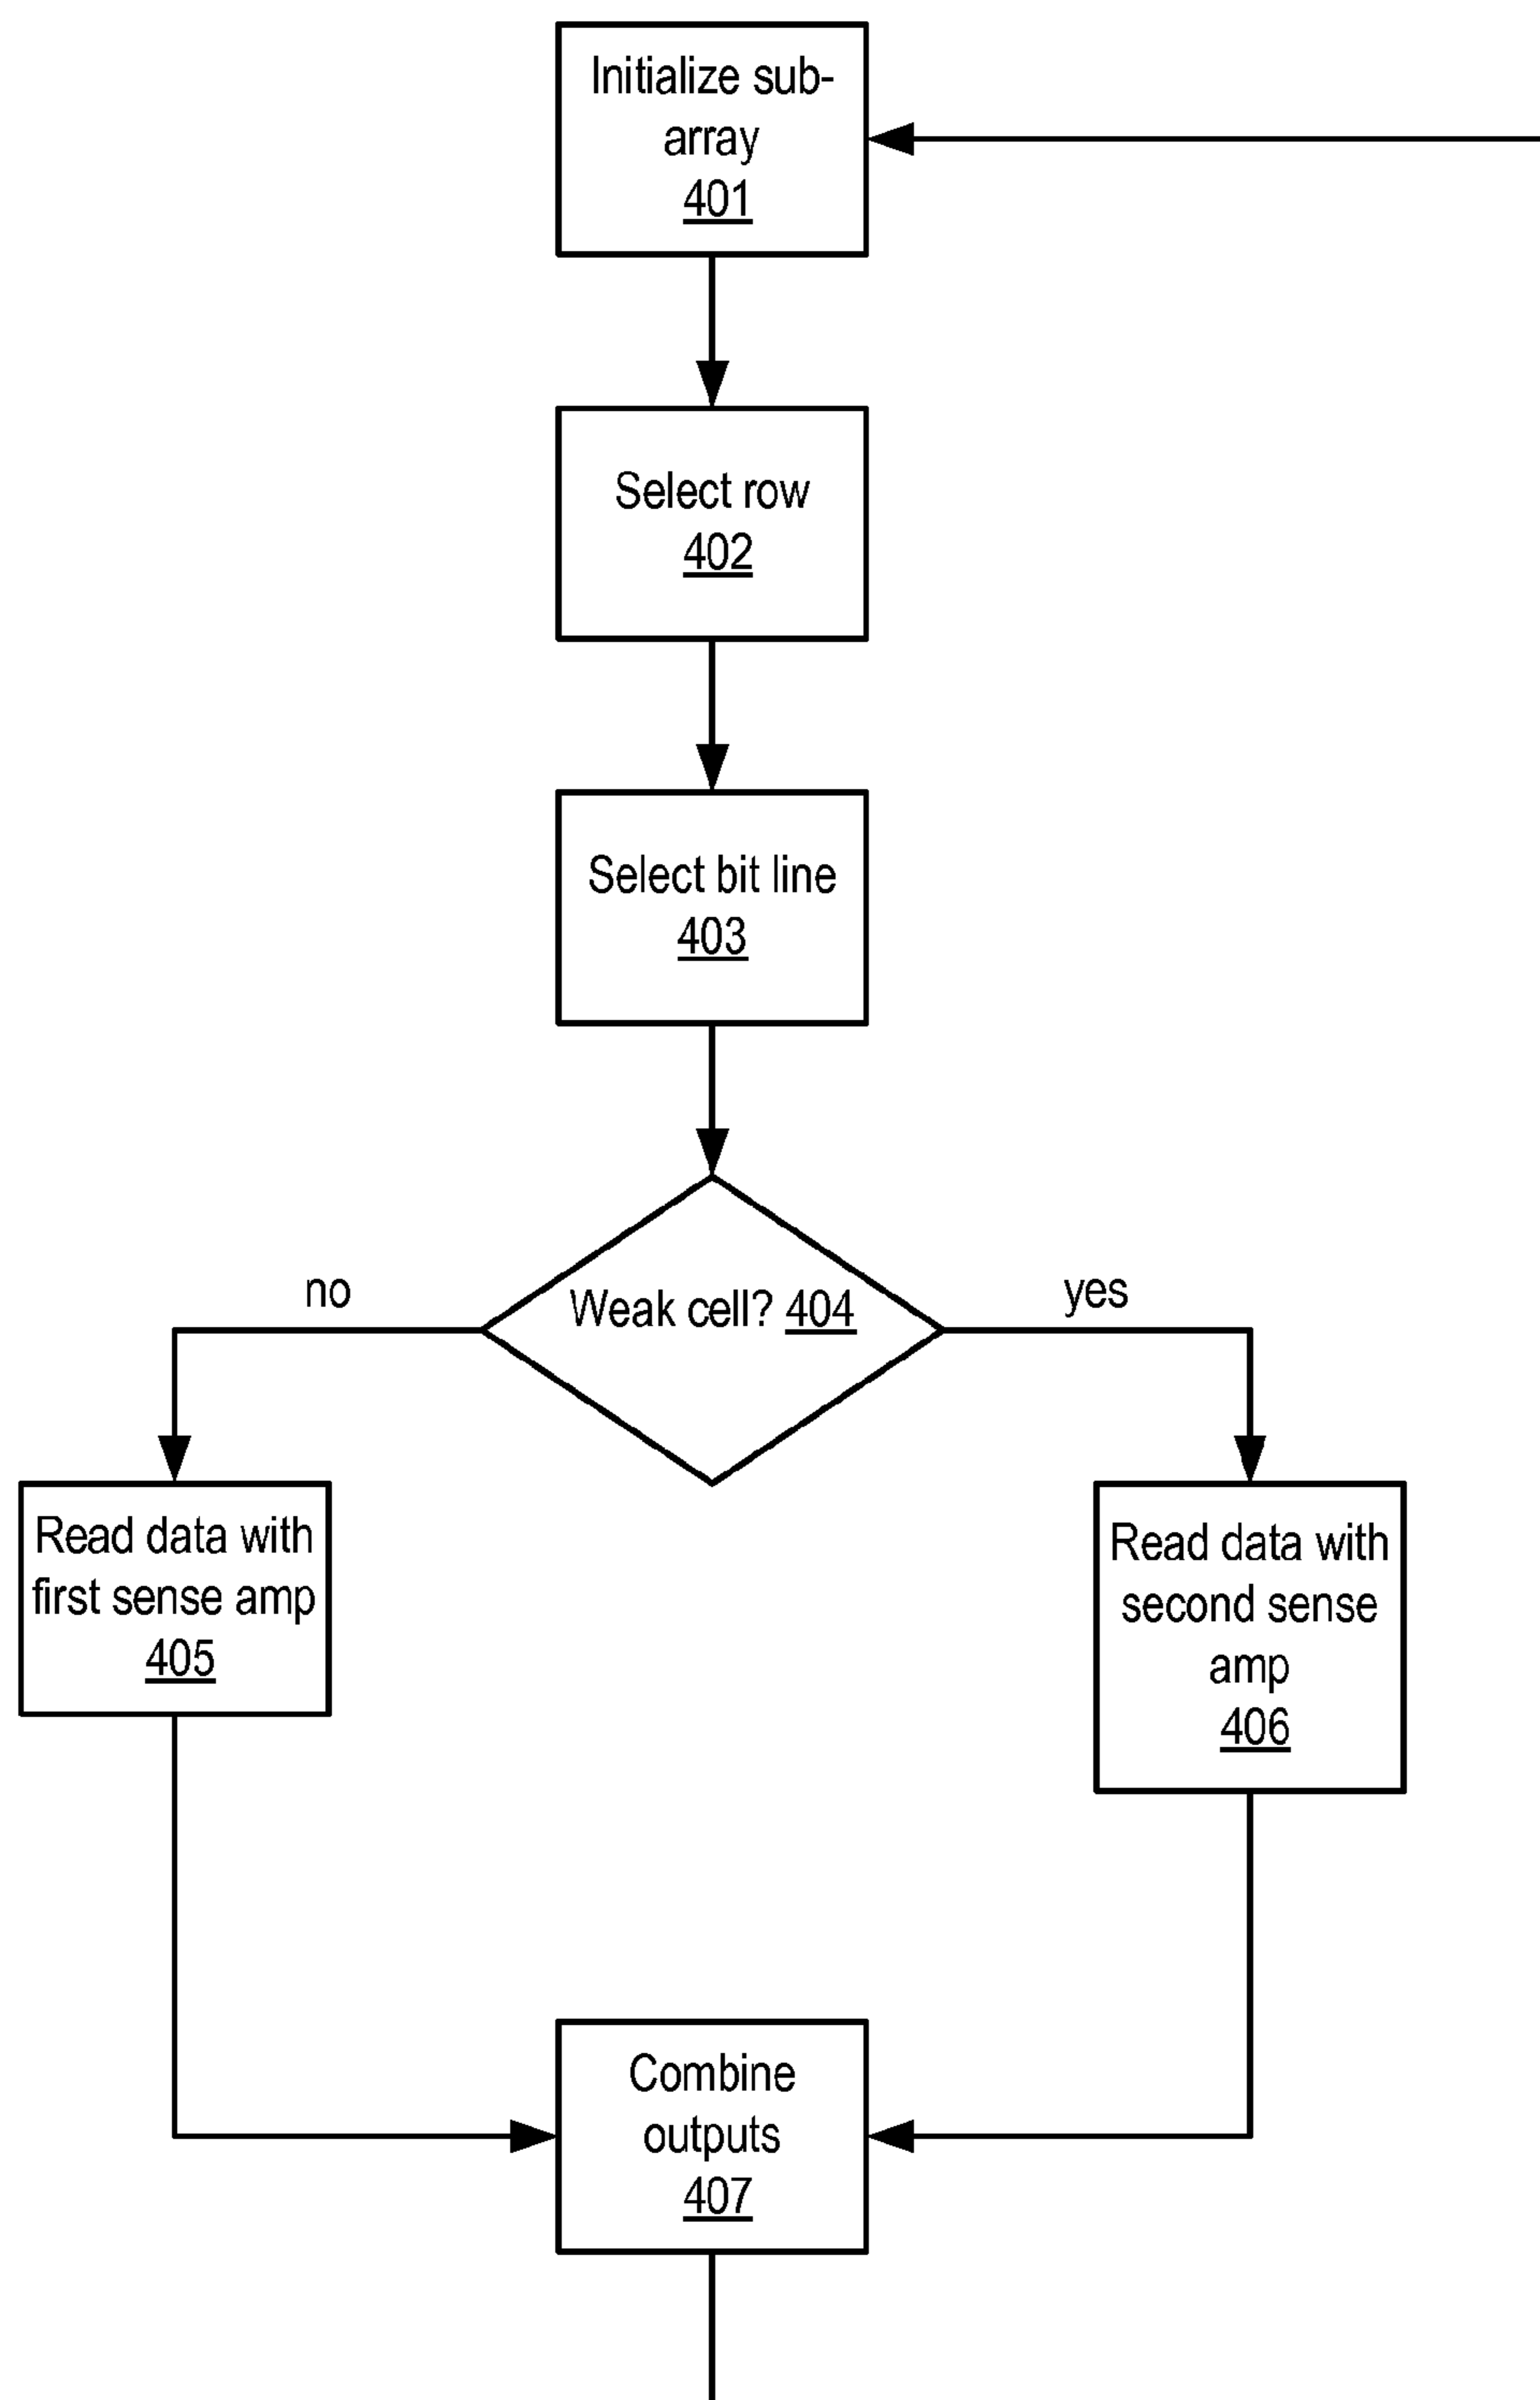 Initialize sub-
array
401
Select row
402
Select bit line
403
no
Weak cell? 404
yes
Read data with
first sense amp
405
Read data with
second sense
amp
406
Combine
outputs
407